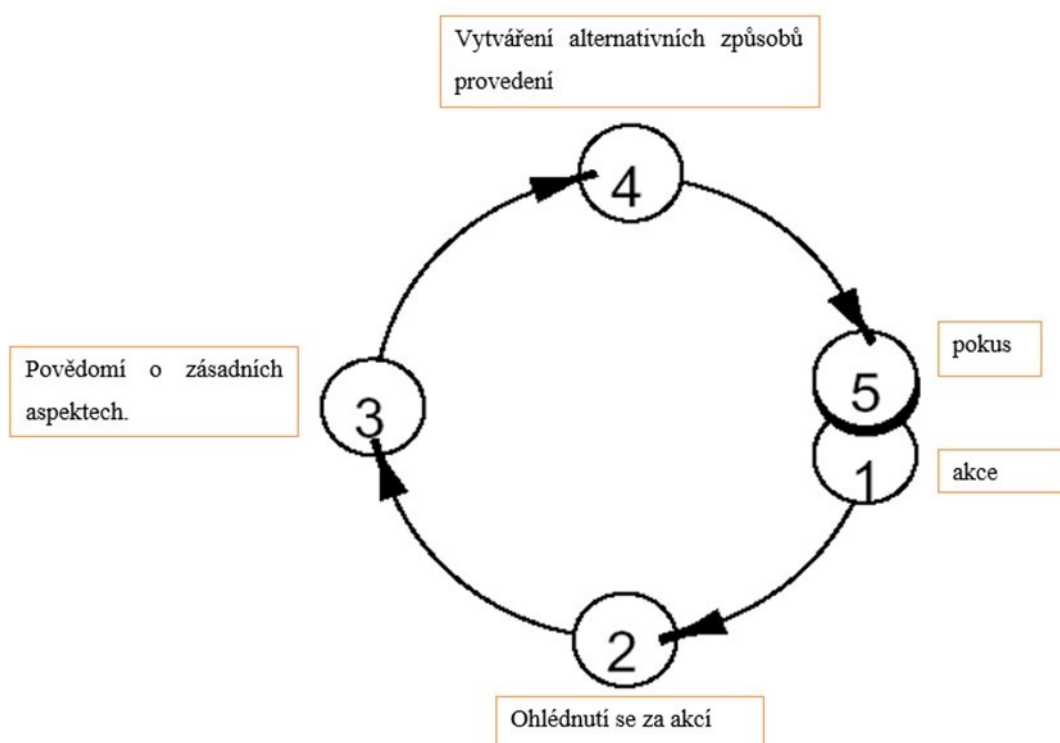 Vytváření alternativních způsobů
provedení
4
pokus
5
Povědomí o zásadních
aspektech.
3
akce
1
2
Ohlédnutí se za akcí